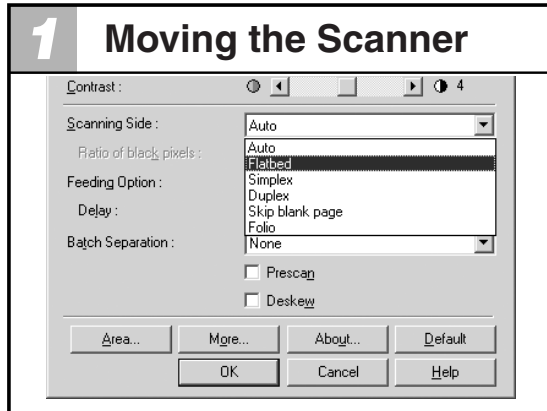 1 Moving the Scanner
Contrast : 4
Scanning Side : Auto
Ratio of black pixels : Auto
Flatbed
Feeding Option : Simplex
Duplex
Delay : Skip blank page
Folio
Batch Separation : None
Prescan
Deskew
Area... More... About... Default
OK Cancel Help